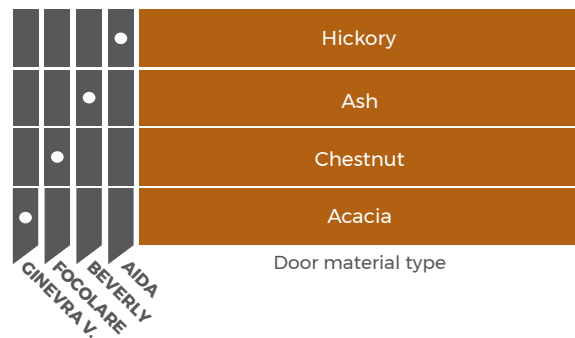 Hickory
Ash
Chestnut
Acacia
Door material type
GINEVRA V.
FOCOLARE
BEVERLY
AIDA